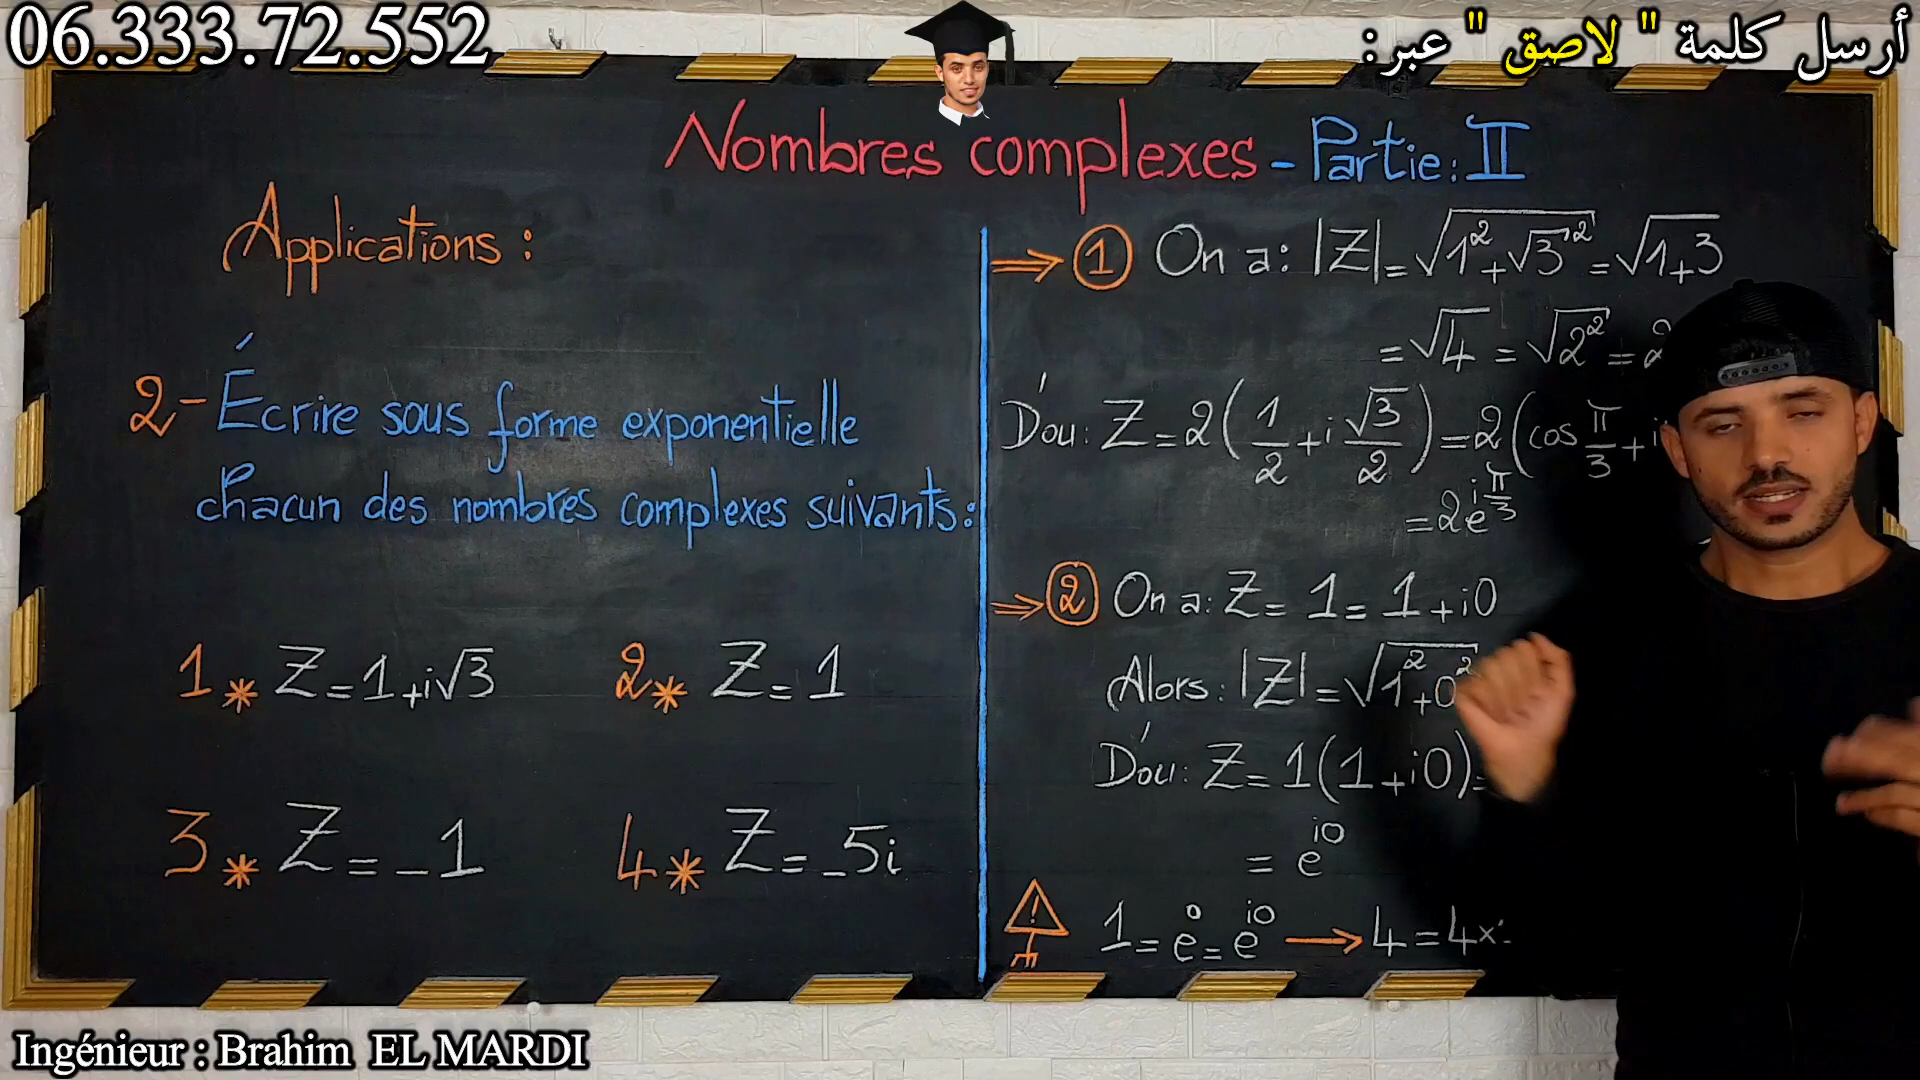 06.333.72.552
أرسل كلمة " لاصق " عبر:
Nombres complexes - Partie: II
Applications :
2- Écrire sous forme exponentielle
chacun des nombres complexes suivants:
1* Z = 1+i√3
2* Z = 1
3* Z = -1
4* Z = -5i
⇒ ① On a: |Z| = √(1²+√3²) = √(1+3)
= √4 = √2² = 2
D'où: Z = 2(1/2 + i √3/2) = 2(cos π/3 + i
= 2e^(iπ/3)
⇒ ② On a: Z = 1 = 1 + i0
Alors: |Z| = √(1²+0²
D'où: Z = 1(1+i0) =
= e^(i0)
! 1 = e⁰ = e^(i0) → 4 = 4×
Ingénieur : Brahim EL MARDI